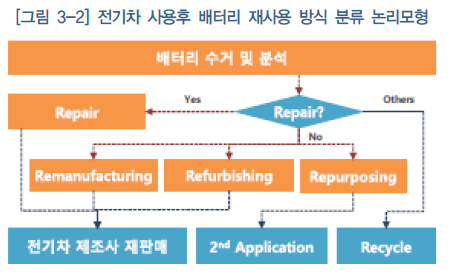 [그림 3-2] 전기차 사용후 배터리 재사용 방식 분류 논리모형
배터리 수거 및 분석
Repair
Yes
Repair?
Others
No
Remanufacturing
Refurbishing
Repurposing
전기차 제조사 재판매
2nd Application
Recycle